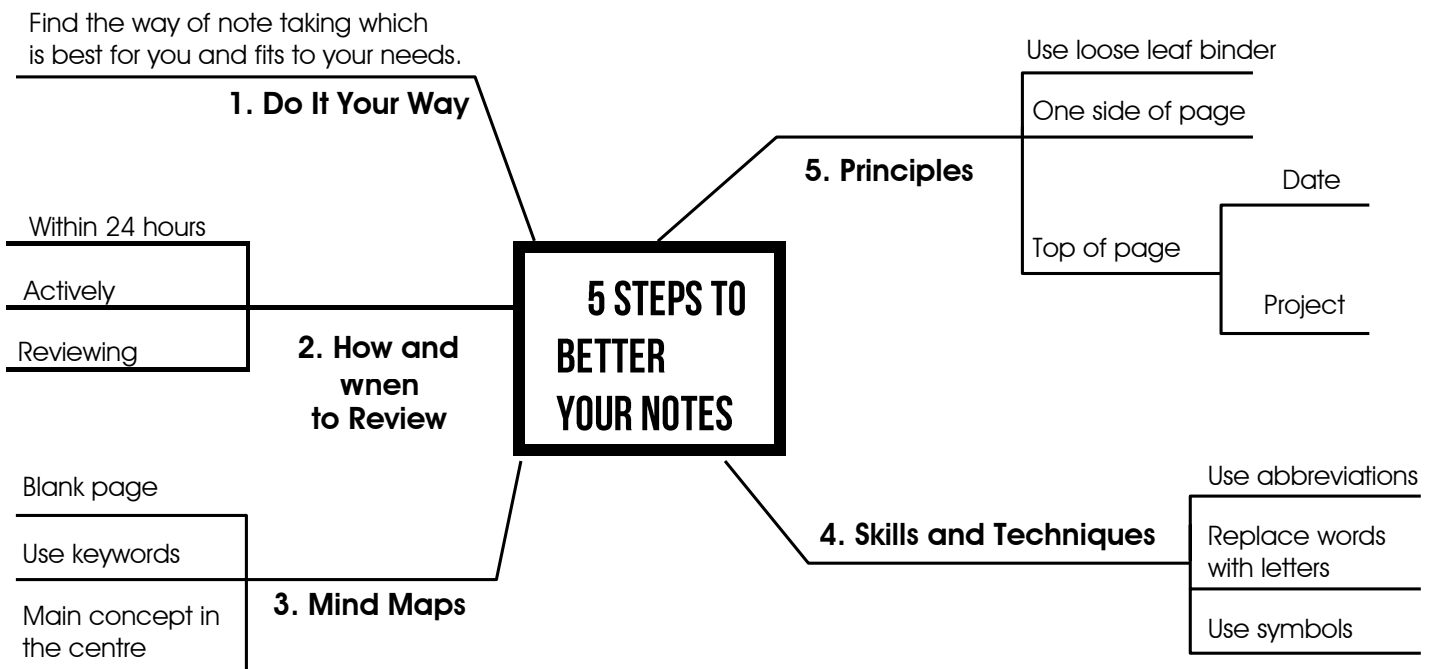 5 STEPS TO
BETTER
YOUR NOTES
Find the way of note taking which
is best for you and fits to your needs.
1. Do It Your Way
Within 24 hours
Actively
Reviewing
2. How and
wnen
to Review
Blank page
Use keywords
Main concept in
the centre
3. Mind Maps
4. Skills and Techniques
Use abbreviations
Replace words
with letters
Use symbols
5. Principles
Use loose leaf binder
One side of page
Top of page
Date
Project